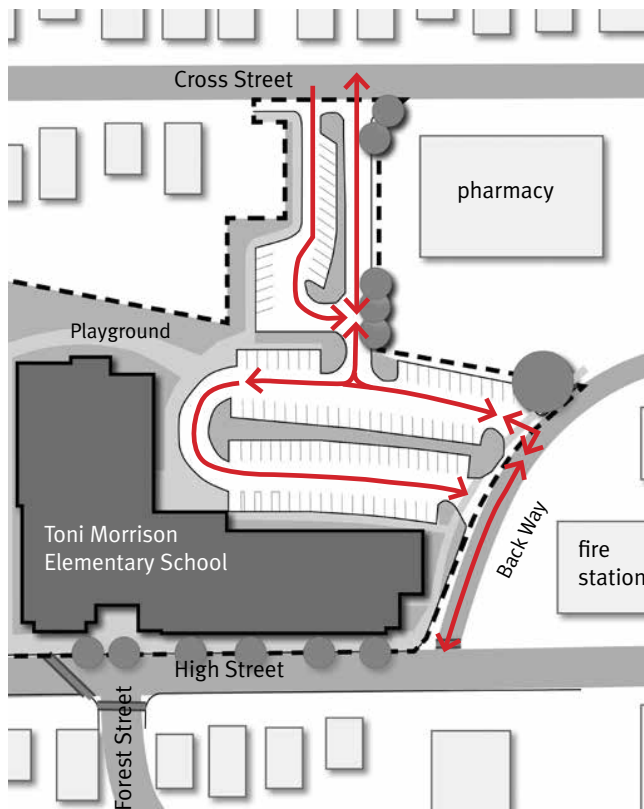 Cross Street
pharmacy
Playground
Toni Morrison
Elementary School
Back Way
fire
station
High Street
Forest Street